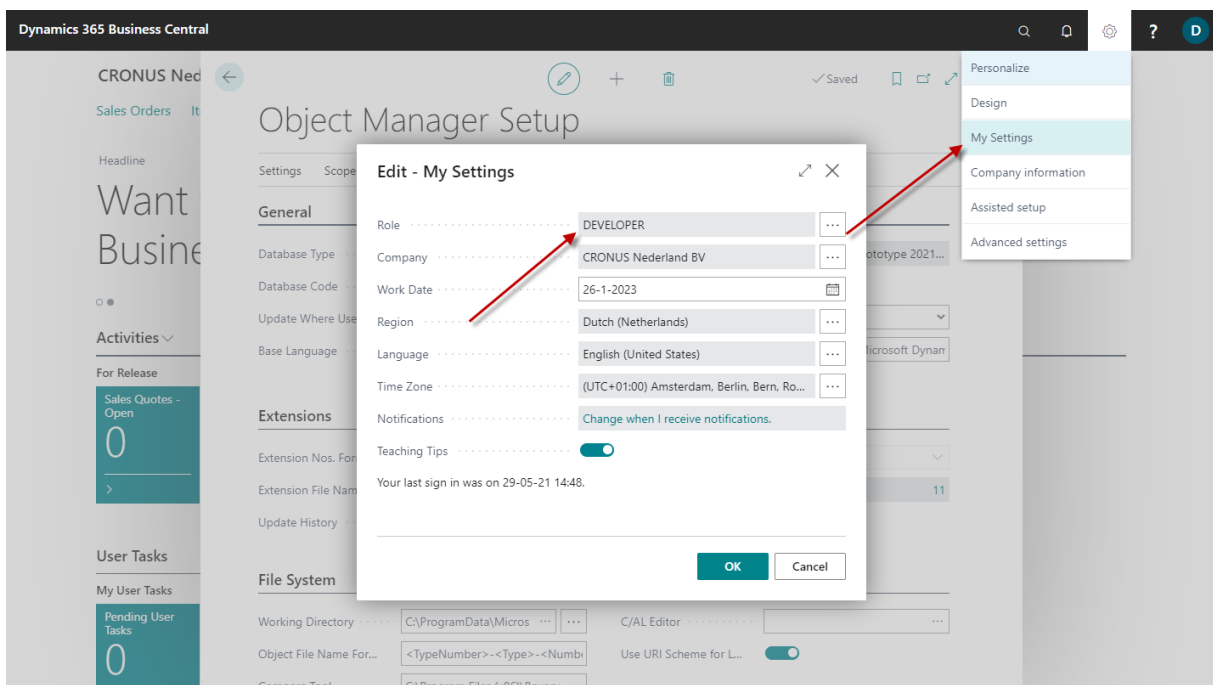 Dynamics 365 Business Central
?
D
CRONUS Ned
Sales Orders It
Headline
Want
Busine
Activities
For Release
Sales Quotes -
Open
0
>
User Tasks
My User Tasks
Pending User
Tasks
0
Saved
Object Manager Setup
Settings Scope
General
Database Type
ototype 2021...
Database Code
Update Where Use
Base Language
Microsoft Dynam
Extensions
Extension Nos. For
Extension File Nam
11
Update History
File System
Working Directory C:\ProgramData\Micros ... ...
C/AL Editor ...
Object File Name For... <TypeNumber>-<Type>-<Numb
Use URI Scheme for L...
Edit - My Settings
Role DEVELOPER ...
Company CRONUS Nederland BV ...
Work Date 26-1-2023
Region Dutch (Netherlands) ...
Language English (United States) ...
Time Zone (UTC+01:00) Amsterdam, Berlin, Bern, Ro... ...
Notifications Change when I receive notifications.
Teaching Tips
Your last sign in was on 29-05-21 14:48.
OK Cancel
Personalize
Design
My Settings
Company information
Assisted setup
Advanced settings